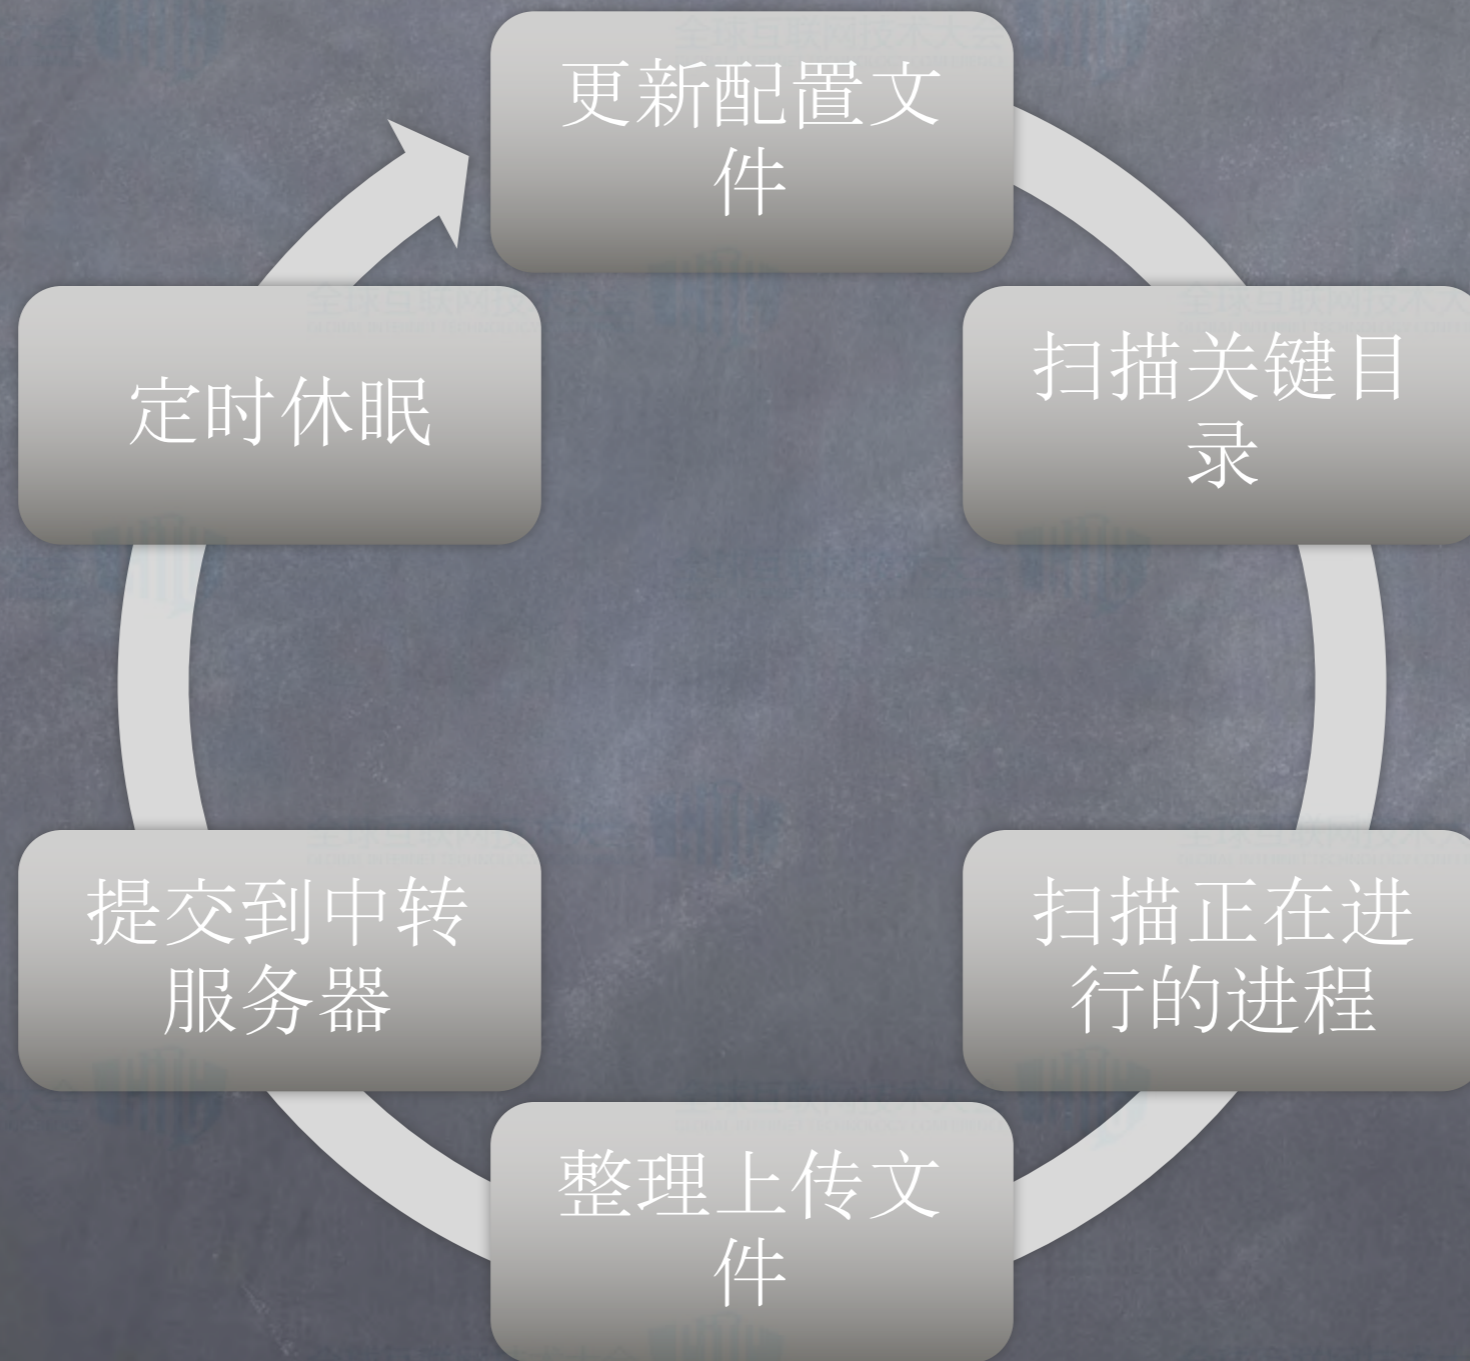 更新配置文
件
扫描关键目
录
扫描正在进
行的进程
整理上传文
件
提交到中转
服务器
定时休眠